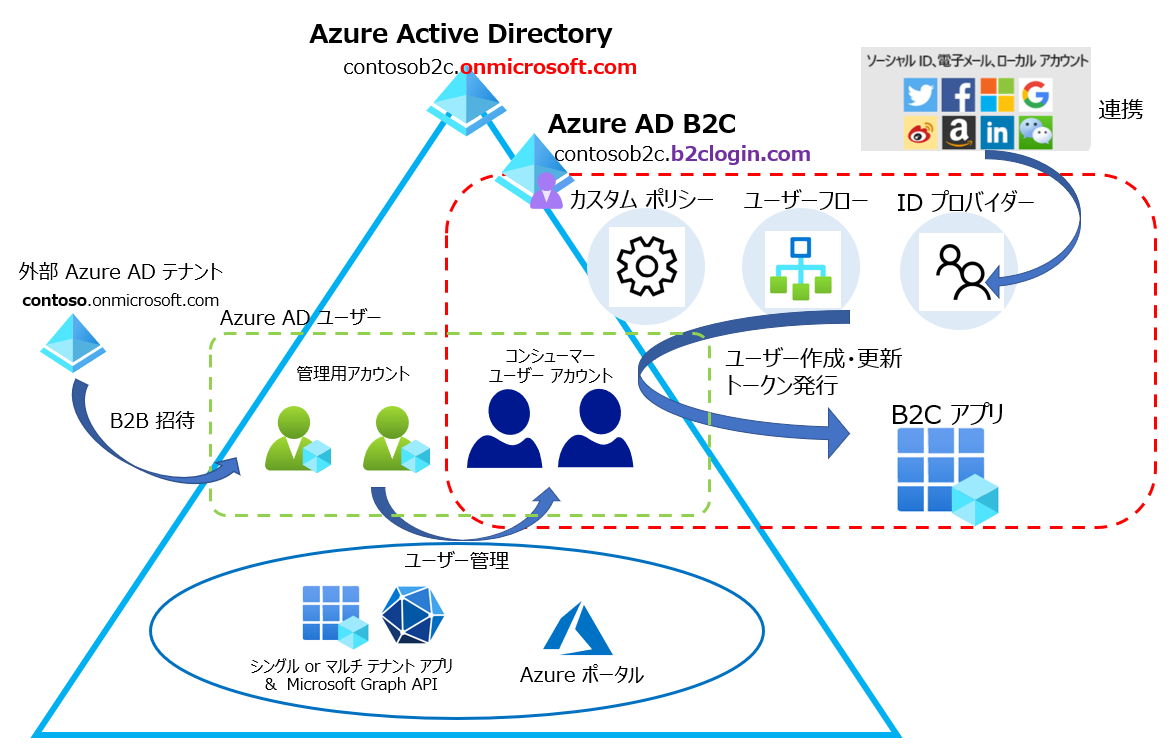 Azure Active Directory
contosob2c.onmicrosoft.com
ソーシャル ID、電子メール、ローカル アカウント
連携
Azure AD B2C
contosob2c.b2clogin.com
カスタム ポリシー
ユーザーフロー
ID プロバイダー
外部 Azure AD テナント
contoso.onmicrosoft.com
Azure AD ユーザー
管理用アカウント
コンシューマー
ユーザー アカウント
ユーザー作成・更新
トークン発行
B2B 招待
B2C アプリ
ユーザー管理
シングル or マルチ テナント アプリ
& Microsoft Graph API
Azure ポータル